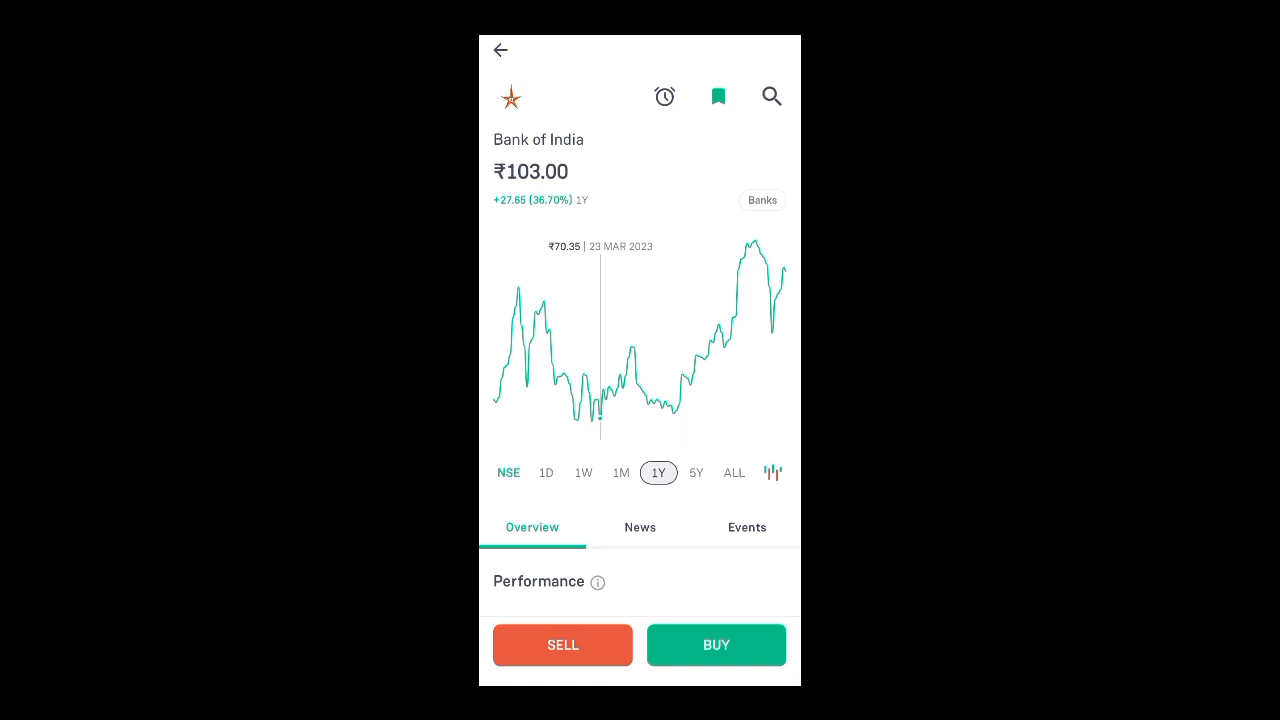 Bank of India
₹103.00
+27.65 (36.70%) 1Y
Banks
₹70.35 | 23 MAR 2023
NSE 1D 1W 1M 1Y 5Y ALL
Overview News Events
Performance
SELL BUY